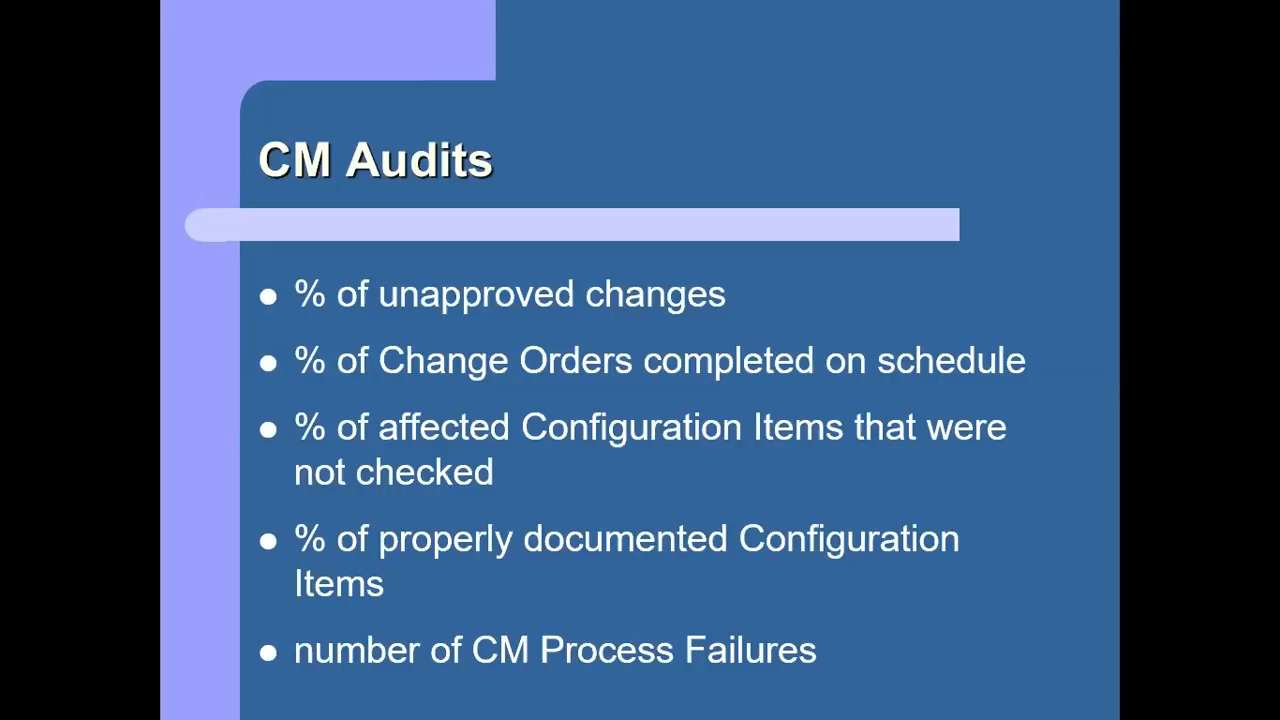 CM Audits
● % of unapproved changes
● % of Change Orders completed on schedule
● % of affected Configuration Items that were
not checked
● % of properly documented Configuration
Items
● number of CM Process Failures